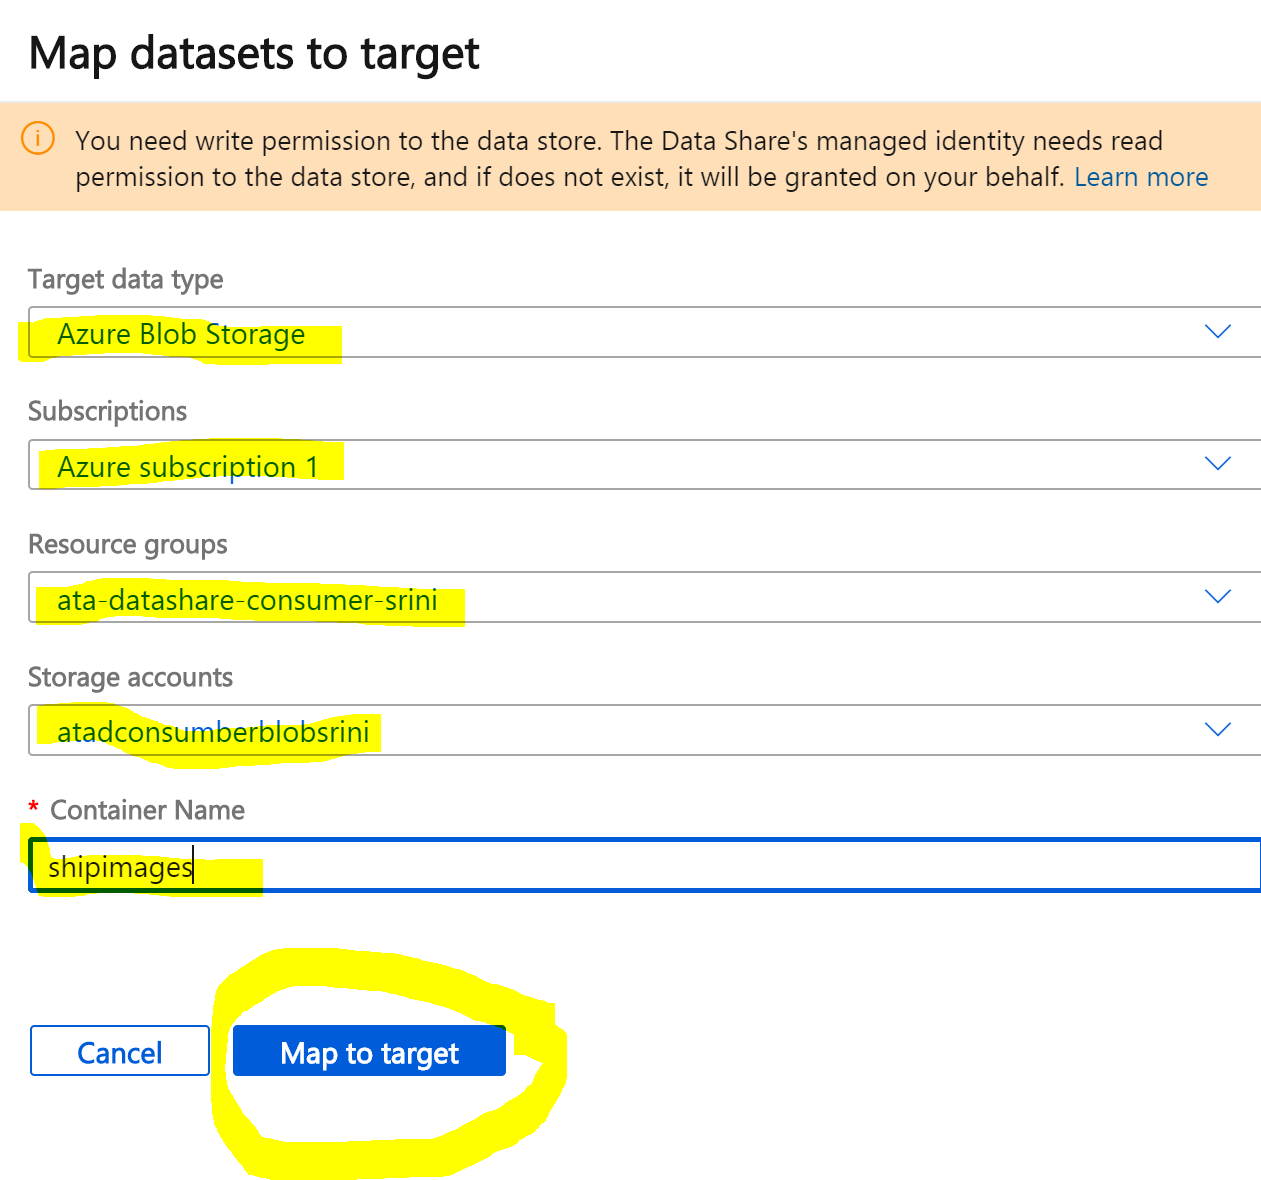 Map datasets to target
You need write permission to the data store. The Data Share's managed identity needs read
permission to the data store, and if does not exist, it will be granted on your behalf. Learn more
Target data type
Azure Blob Storage
Subscriptions
Azure subscription 1
Resource groups
ata-datashare-consumer-srini
Storage accounts
atadconsumberblobsrini
* Container Name
shipimages
Cancel
Map to target